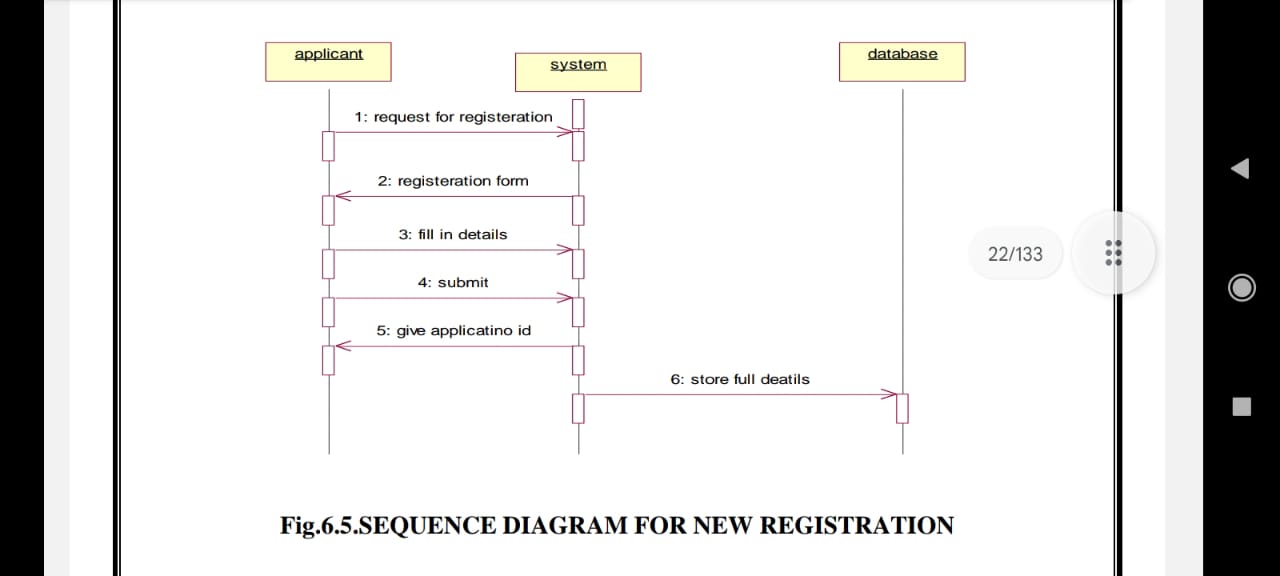 applicant
system
database
1: request for registeration
2: registeration form
3: fill in details
4: submit
5: give applicatino id
6: store full deatils
22/133
Fig.6.5.SEQUENCE DIAGRAM FOR NEW REGISTRATION